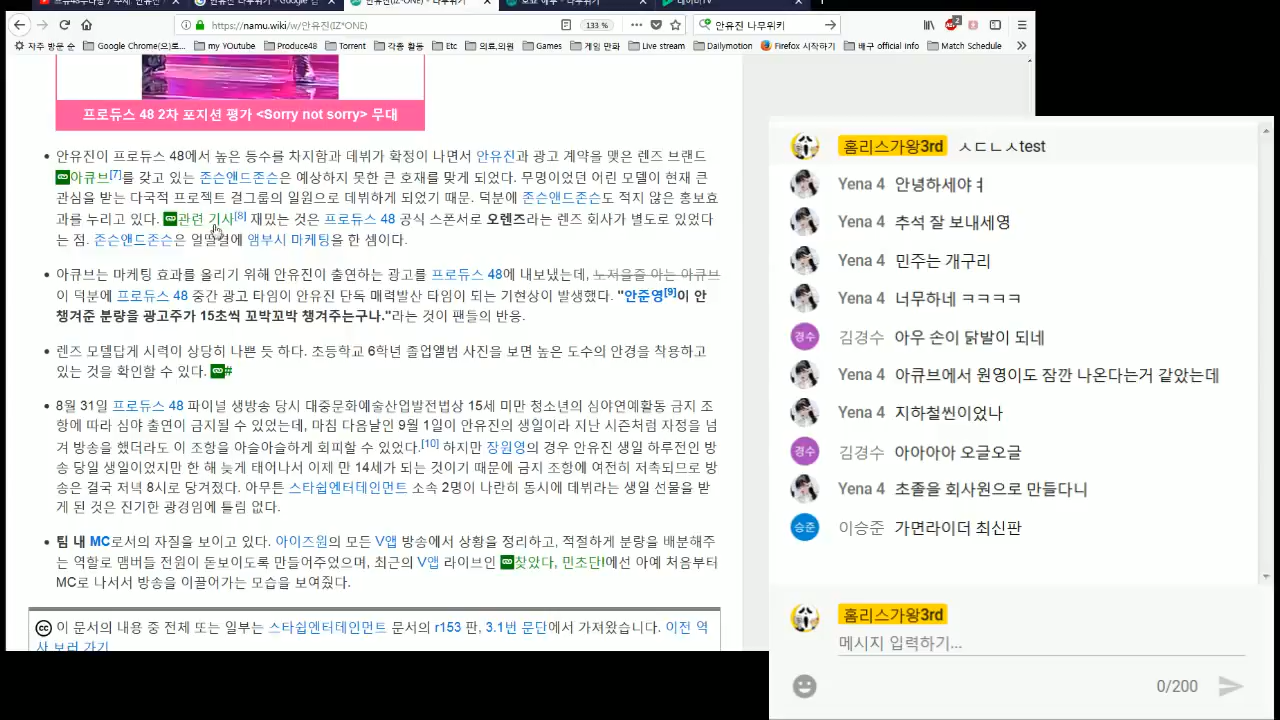 https://namu.wiki/w/안유진(IZ*ONE)
133 %
안유진 나무위키
자주 방문 순
Google Chrome(으)로...
my YOutube
Produce48
Torrent
각종 활동
Etc
의료,의원
Games
게임 만화
Live stream
Dailymotion
Firefox 시작하기
배구 official info
Match Schedule
프로듀스 48 2차 포지션 평가 <Sorry not sorry> 무대
안유진이 프로듀스 48에서 높은 등수를 차지함과 데뷔가 확정이 나면서 안유진과 광고 계약을 맺은 렌즈 브랜드
아큐브[7]를 갖고 있는 존슨앤드존슨은 예상하지 못한 큰 호재를 맞게 되었다. 무명이었던 어린 모델이 현재 큰
관심을 받는 다국적 프로젝트 걸그룹의 일원으로 데뷔하게 되었기 때문. 덕분에 존슨앤드존슨도 적지 않은 홍보효
과를 누리고 있다. 관련 기사[8] 재밌는 것은 프로듀스 48 공식 스폰서로 오렌즈라는 렌즈 회사가 별도로 있었다
는 점. 존슨앤드존슨은 얼떨결에 앰부시 마케팅을 한 셈이다.
아큐브는 마케팅 효과를 올리기 위해 안유진이 출연하는 광고를 프로듀스 48에 내보냈는데, 노저을줄 아는 아큐브
이 덕분에 프로듀스 48 중간 광고 타임이 안유진 단독 매력발산 타임이 되는 기현상이 발생했다. "안준영[9]이 안
챙겨준 분량을 광고주가 15초씩 꼬박꼬박 챙겨주는구나."라는 것이 팬들의 반응.
렌즈 모델답게 시력이 상당히 나쁜 듯 하다. 초등학교 6학년 졸업앨범 사진을 보면 높은 도수의 안경을 착용하고
있는 것을 확인할 수 있다. #
8월 31일 프로듀스 48 파이널 생방송 당시 대중문화예술산업발전법상 15세 미만 청소년의 심야연예활동 금지 조
항에 따라 심야 출연이 금지될 수 있었는데, 마침 다음날인 9월 1일이 안유진의 생일이라 지난 시즌처럼 자정을 넘
겨 방송을 했더라도 이 조항을 아슬아슬하게 회피할 수 있었다.[10] 하지만 장원영의 경우 안유진 생일 하루전인 방
송 당일 생일이었지만 한 해 늦게 태어나서 이제 만 14세가 되는 것이기 때문에 금지 조항에 여전히 저촉되므로 방
송은 결국 저녁 8시로 당겨졌다. 아무튼 스타쉽엔터테인먼트 소속 2명이 나란히 동시에 데뷔라는 생일 선물을 받
게 된 것은 진기한 광경임에 틀림 없다.
팀 내 MC로서의 자질을 보이고 있다. 아이즈원의 모든 V앱 방송에서 상황을 정리하고, 적절하게 분량을 배분해주
는 역할로 맴버들 전원이 돋보이도록 만들어주었으며, 최근의 V앱 라이브인 찾았다, 민초단!에서 아예 처음부터
MC로 나서서 방송을 이끌어가는 모습을 보여줬다.
이 문서의 내용 중 전체 또는 일부는 스타쉽엔터테인먼트 문서의 r153 판, 3.1번 문단에서 가져왔습니다. 이전 역
사 보러 가기
홈리스가왕3rd ㅅㄷㄴㅅtest
Yena 4 안녕하세야ㅕ
Yena 4 추석 잘 보내세영
Yena 4 민주는 개구리
Yena 4 너무하네 ㅋㅋㅋㅋ
경수 김경수 아우 손이 닭발이 되네
Yena 4 아큐브에서 원영이도 잠깐 나온다는거 같았는데
Yena 4 지하철씬이었나
경수 김경수 아아아아 오글오글
Yena 4 초졸을 회사원으로 만들다니
승준 이승준 가면라이더 최신판
홈리스가왕3rd
메시지 입력하기...
0/200